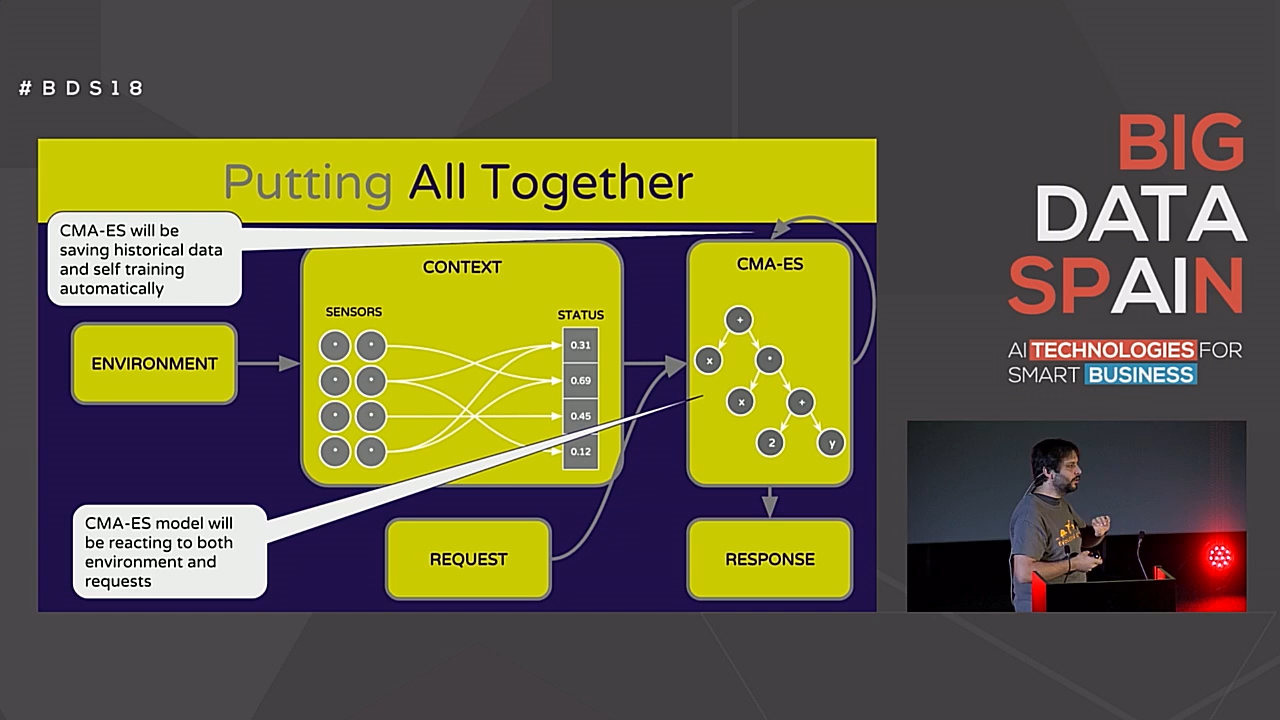 #BDS18
Putting All Together
CMA-ES will be
saving historical data
and self training
automatically
ENVIRONMENT
CONTEXT
SENSORS
STATUS
0.31
0.69
0.45
0.12
CMA-ES
+
x
*
x
+
2
y
CMA-ES model will
be reacting to both
environment and
requests
REQUEST
RESPONSE
BIG
DATA
SPAIN
AI TECHNOLOGIES FOR
SMART BUSINESS